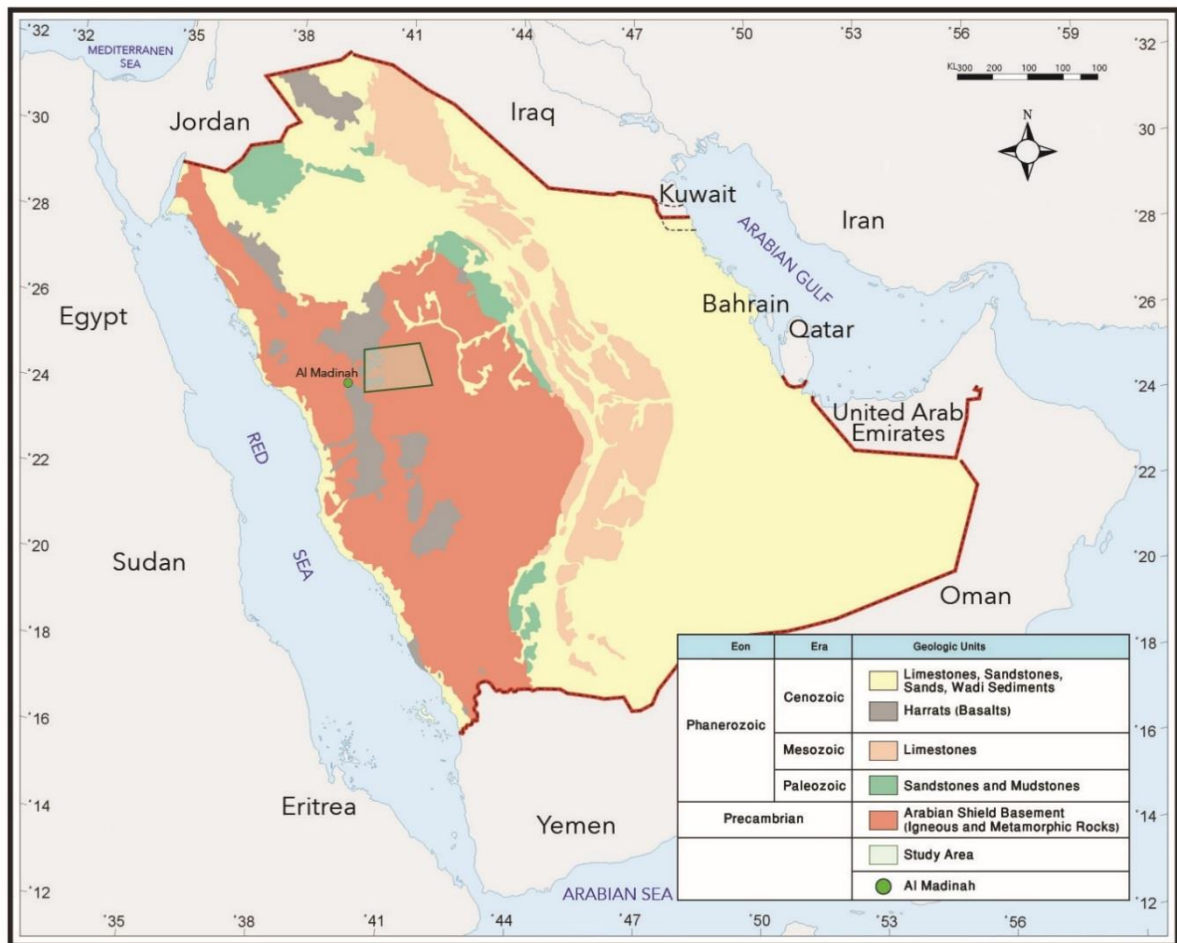 °32 °35 °38 °41 °44 °47 °50 °53 °56 °59
°32 °32
MEDITERRANEN
SEA
KL300 200 100 100 100
°30 °30
Jordan
Iraq
N
°28 °28
Kuwait
Iran
ARABIAN GULF
°26 °26
Egypt
Bahrain
Qatar
°24 °24
Al Madinah
United Arab
Emirates
°22 °22
RED
SEA
°20 °20
Sudan
Oman
°18 °18
°16 °16
Eritrea
Yemen
°14 °14
°12 °12
ARABIAN SEA
°35 °38 °41 °44 °47 °50 °53 °56
Eon Era Geologic Units
Phanerozoic
Cenozoic
Limestones, Sandstones,
Sands, Wadi Sediments
Harrats (Basalts)
Mesozoic Limestones
Paleozoic Sandstones and Mudstones
Precambrian
Arabian Shield Basement
(Igneous and Metamorphic Rocks)
Study Area
Al Madinah